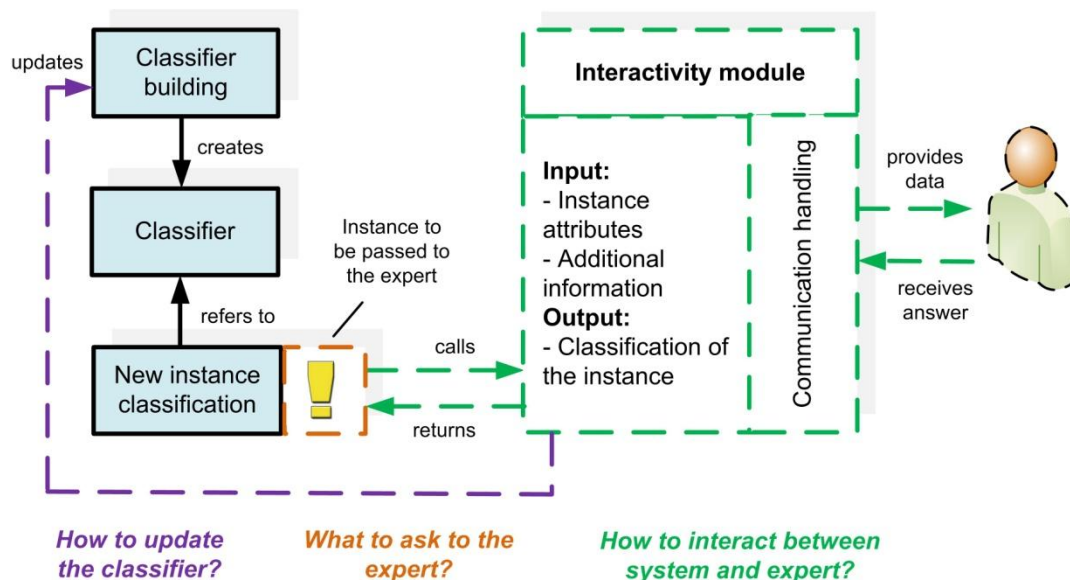 updates
Classifier
building
creates
Classifier
refers to
New instance
classification
Instance to
be passed to
the expert
calls
returns
Interactivity module
Input:
- Instance
attributes
- Additional
information
Output:
- Classification of
the instance
Communication handling
provides
data
receives
answer
How to update
the classifier?
What to ask to the
expert?
How to interact between
system and expert?